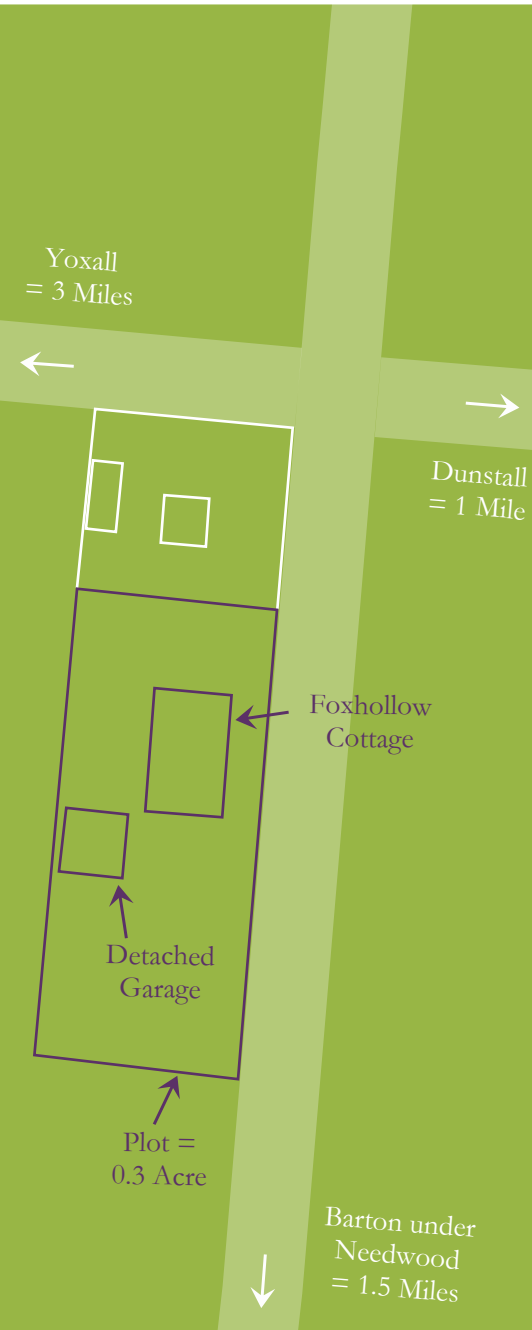 Yoxall
= 3 Miles
Dunstall
= 1 Mile
Foxhollow
Cottage
Detached
Garage
Plot =
0.3 Acre
Barton under
Needwood
= 1.5 Miles